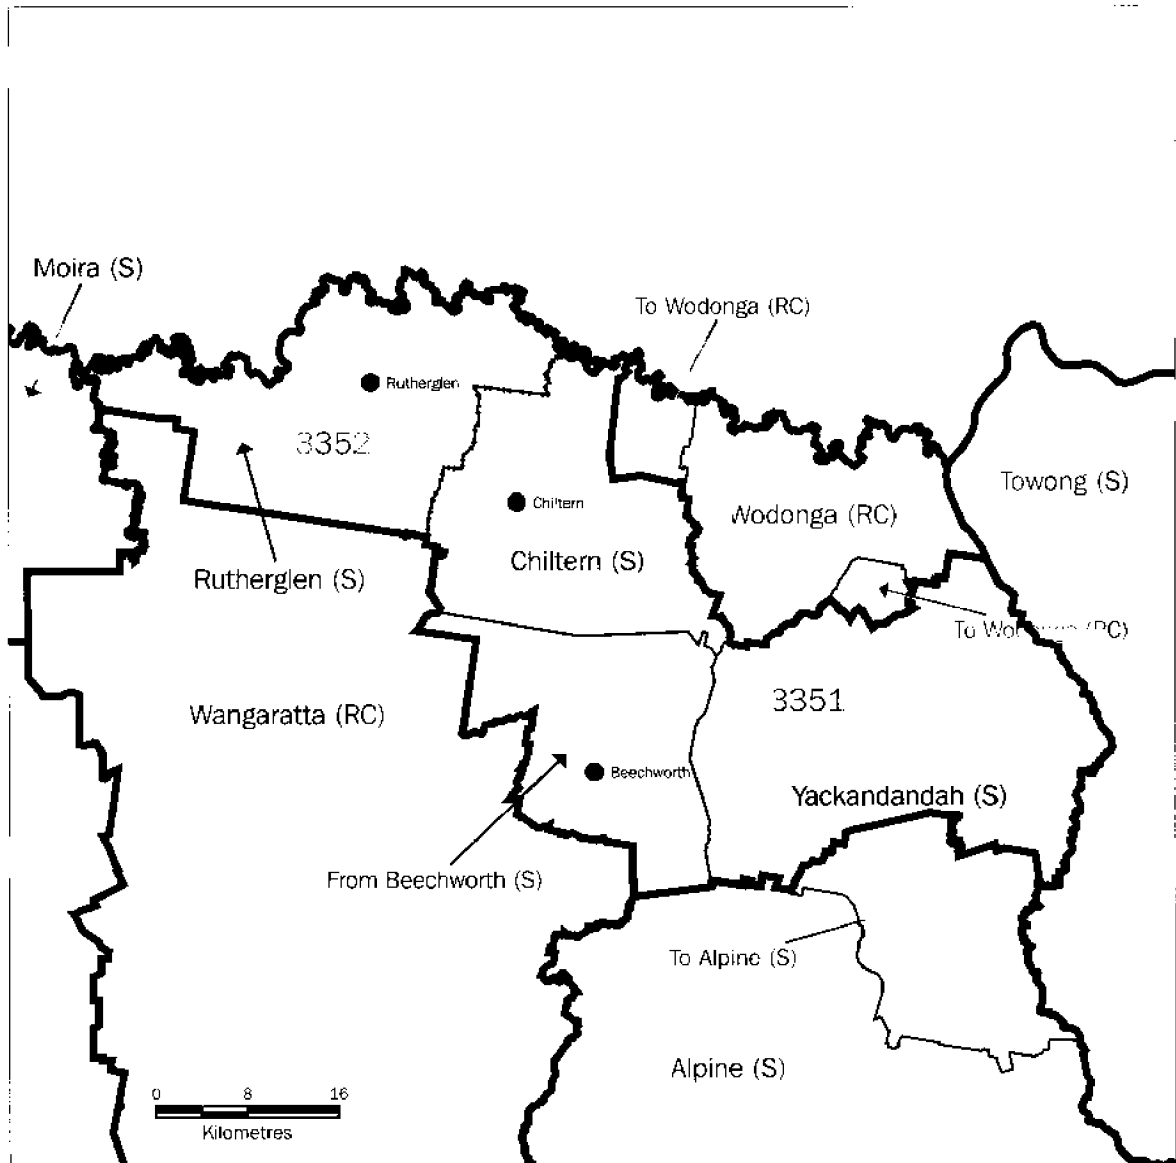 Moira (S)
To Wodonga (RC)
Rutherglen
3352
Towong (S)
Chiltern
Wodonga (RC)
Chiltern (S)
Rutherglen (S)
To
3351
Wangaratta (RC)
Beechworth
Yackandandah (S)
From Beechworth (S)
To Alpine (S)
Alpine (S)
0 8 16
Kilometres